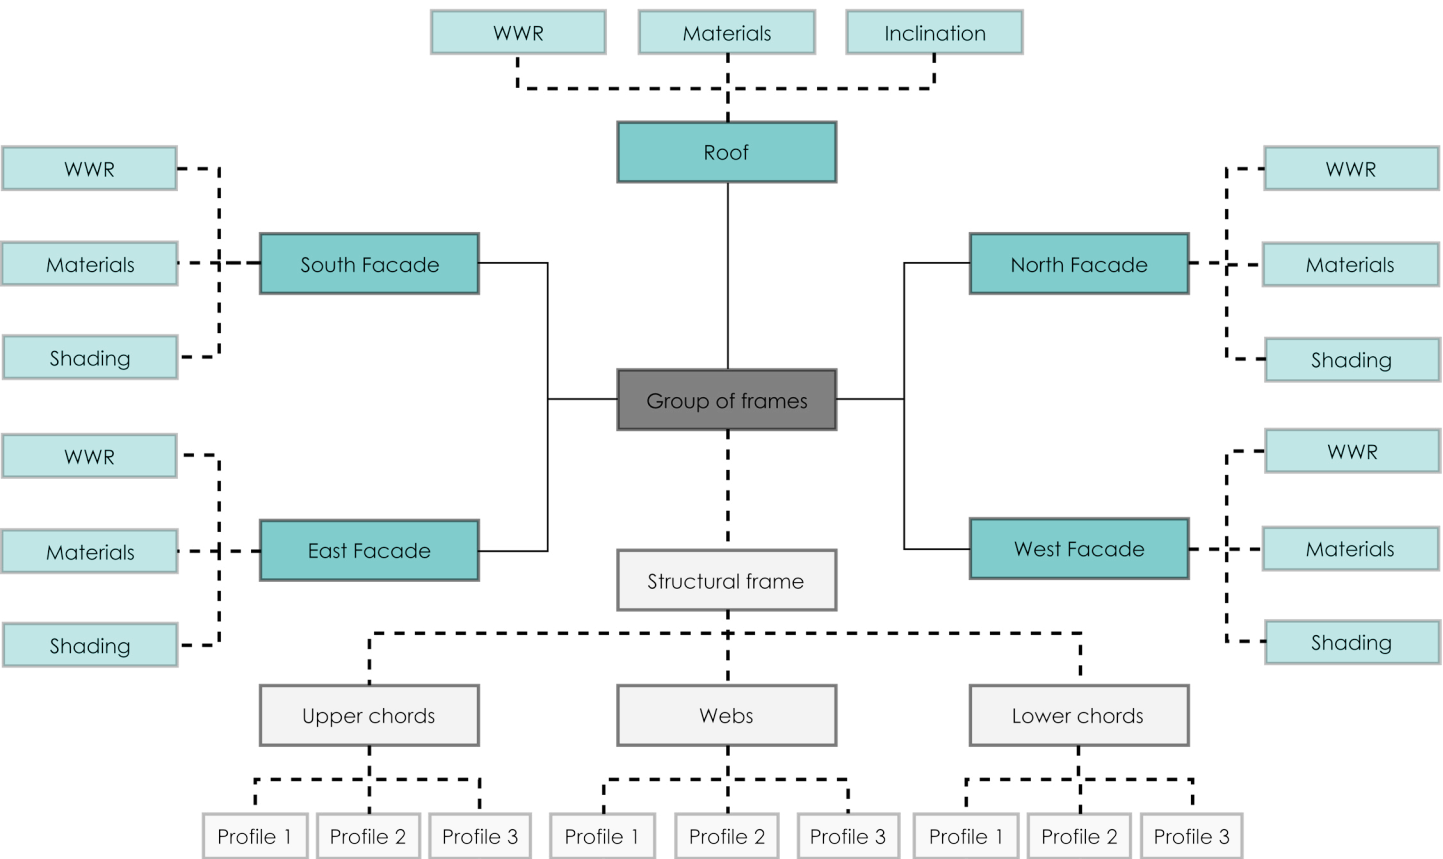 WWR
Materials
Inclination
Roof
WWR
Materials
Shading
South Facade
North Facade
WWR
Materials
Shading
Group of frames
WWR
Materials
Shading
East Facade
West Facade
WWR
Materials
Shading
Structural frame
Upper chords
Webs
Lower chords
Profile 1
Profile 2
Profile 3
Profile 1
Profile 2
Profile 3
Profile 1
Profile 2
Profile 3